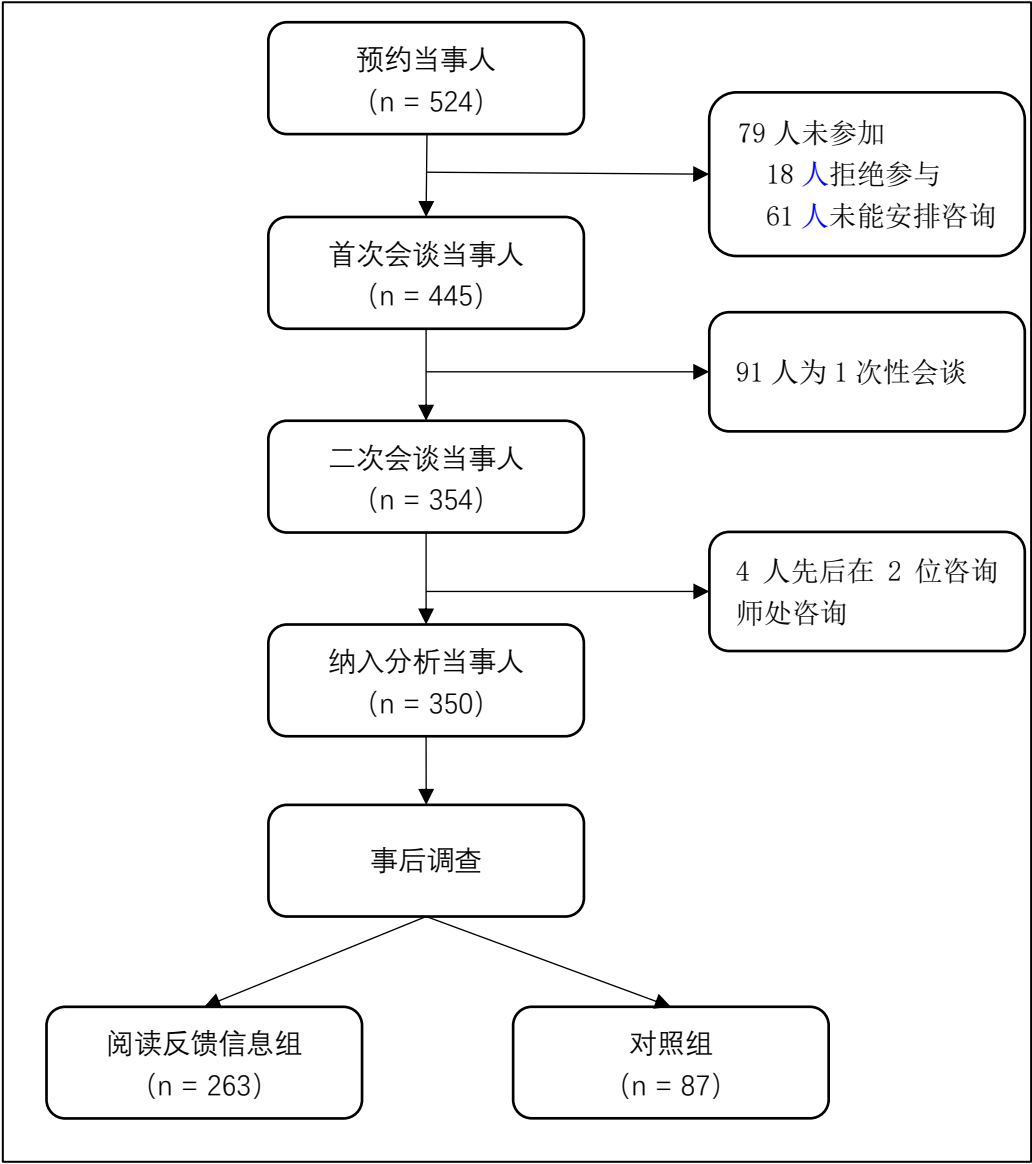 预约当事人
（n = 524）
79 人未参加
18 人拒绝参与
61 人未能安排咨询
首次会谈当事人
（n = 445）
91 人为 1 次性会谈
二次会谈当事人
（n = 354）
4 人先后在 2 位咨询
师处咨询
纳入分析当事人
（n = 350）
事后调查
阅读反馈信息组
（n = 263）
对照组
（n = 87）